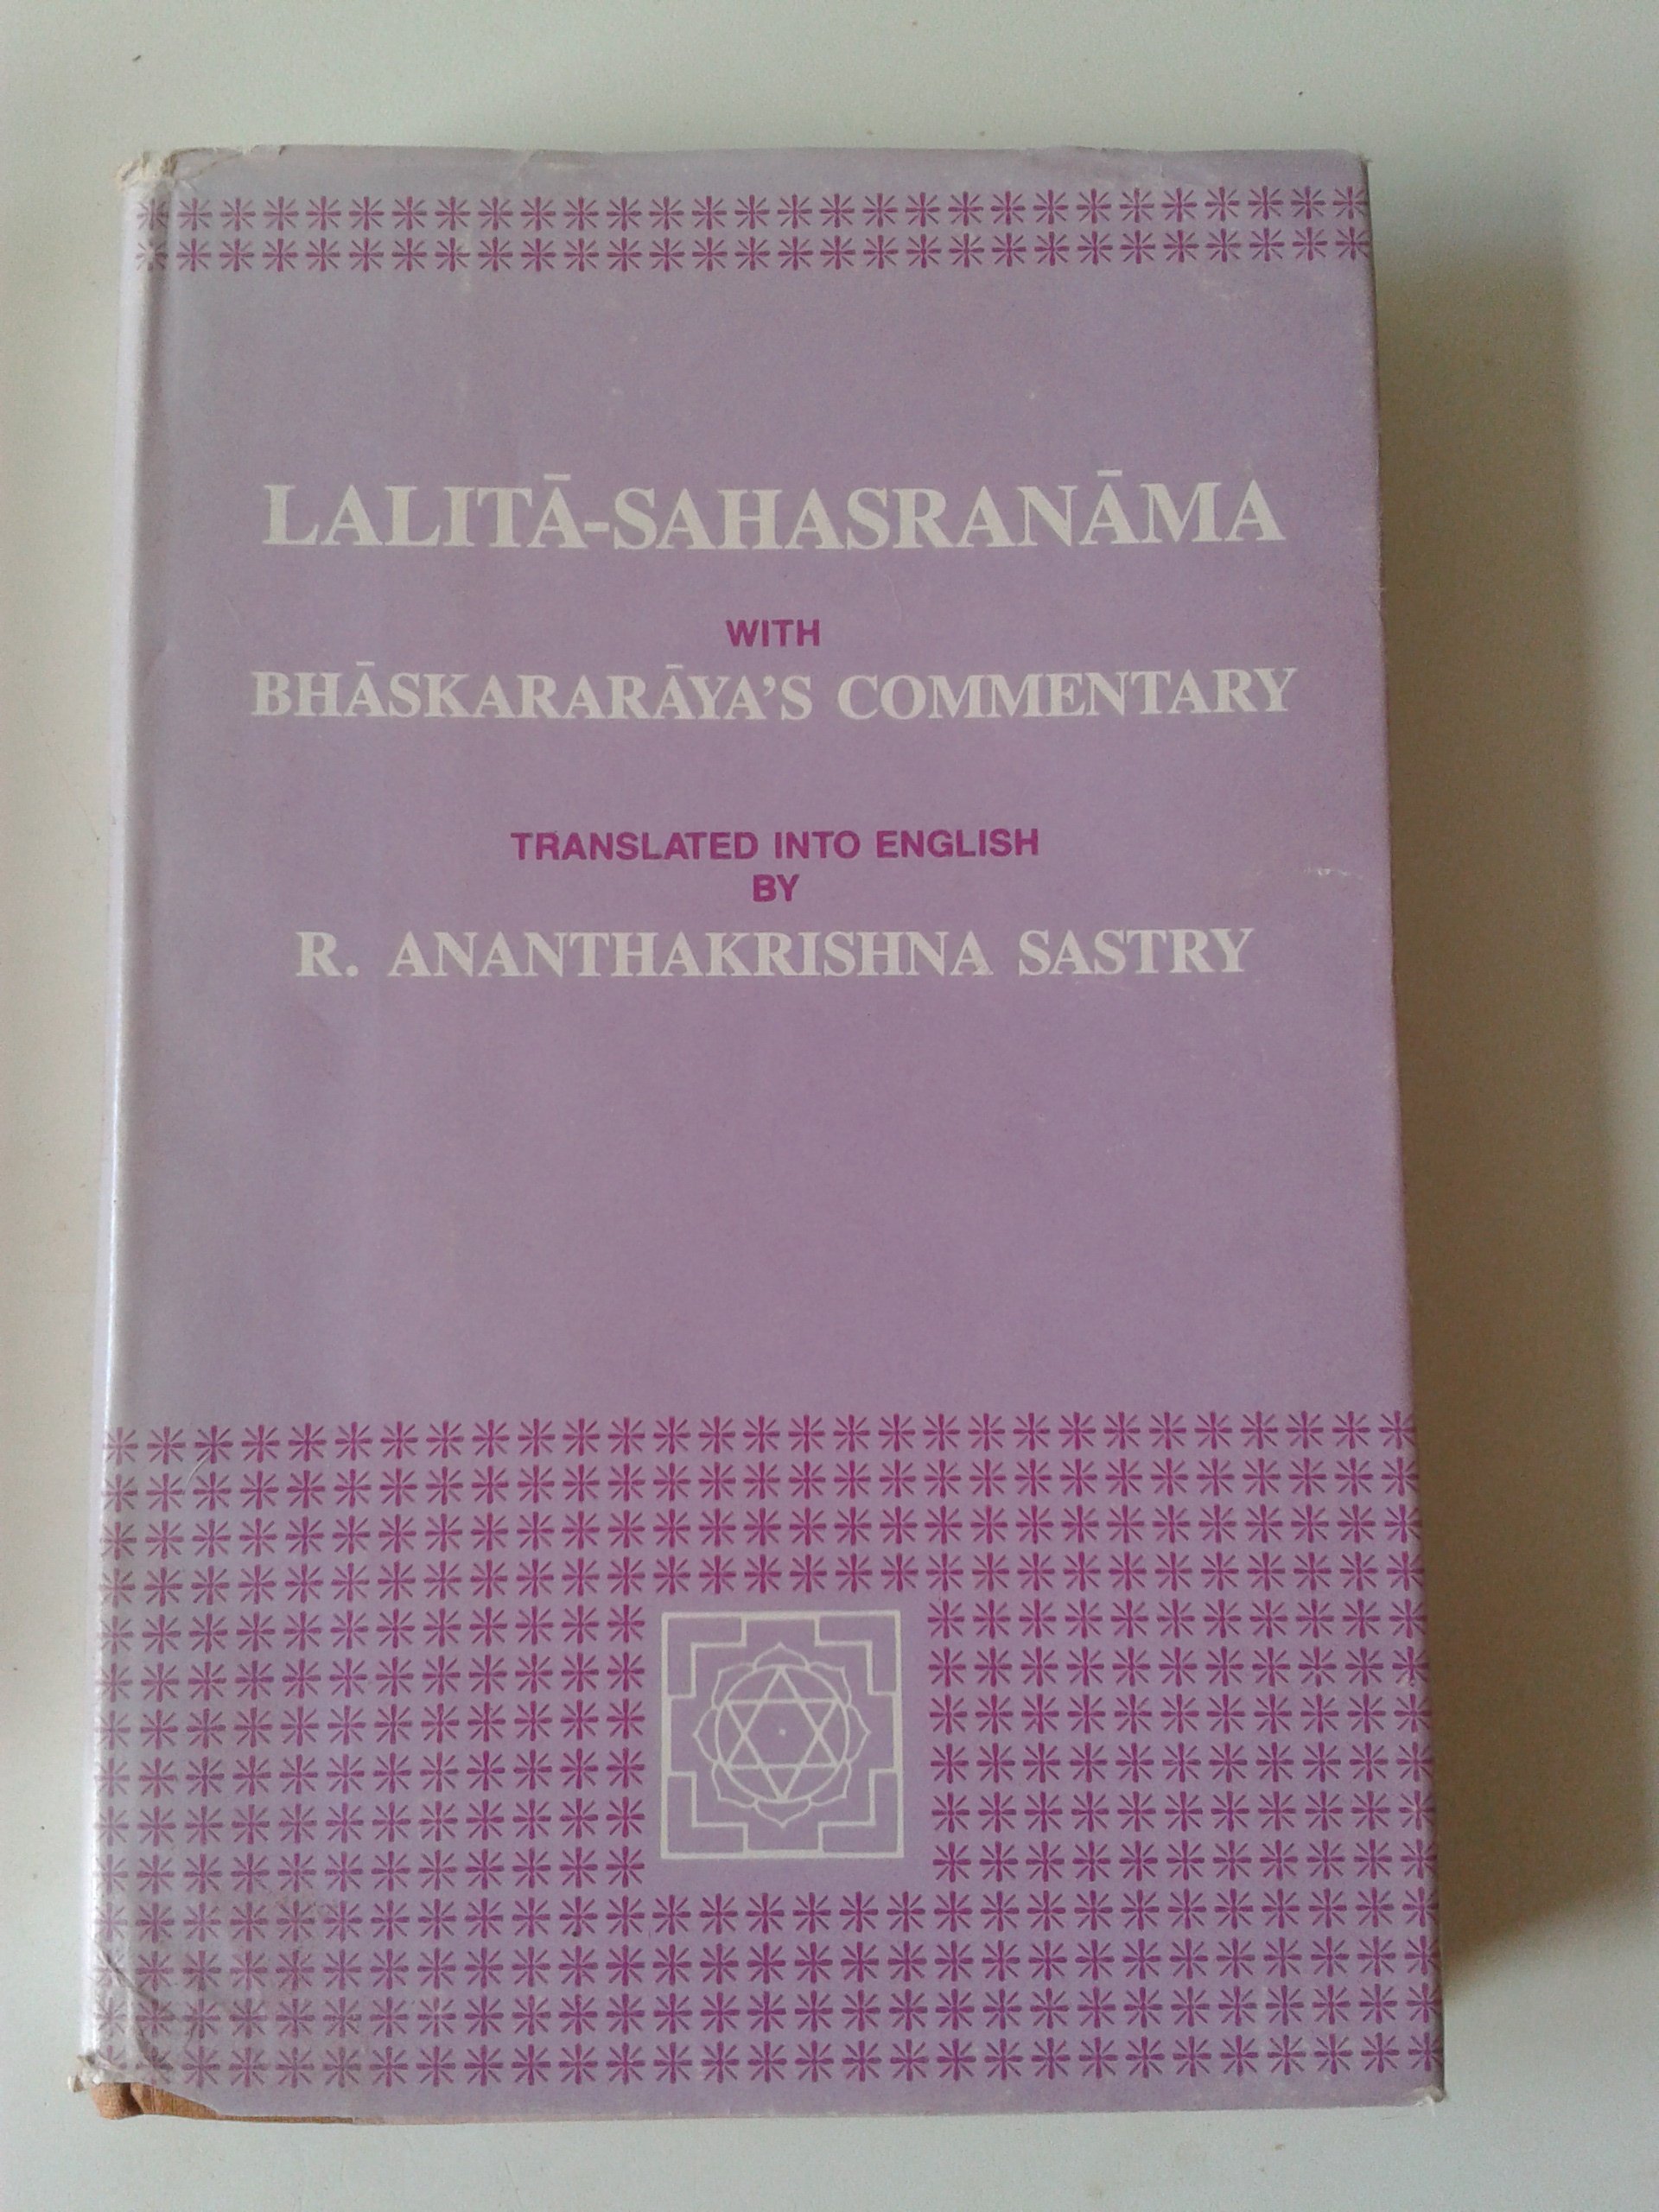 LALITĀ-SAHASRANĀMA
WITH
BHĀSKARARĀYA'S COMMENTARY
TRANSLATED INTO ENGLISH
BY
R. ANANTHAKRISHNA SASTRY